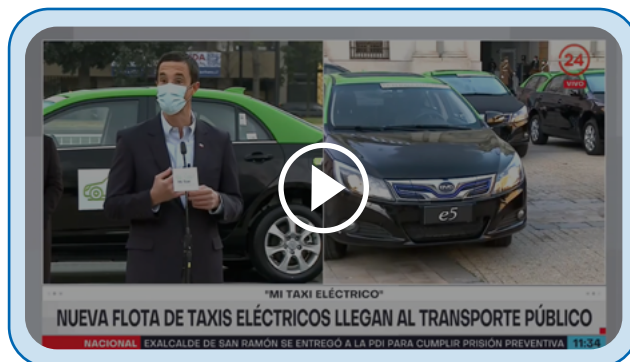 24
VIVO
e5
"MI TAXI ELÉCTRICO"
NUEVA FLOTA DE TAXIS ELÉCTRICOS LLEGAN AL TRANSPORTE PÚBLICO
NACIONAL EXALCALDE DE SAN RAMÓN SE ENTREGÓ A LA PDI PARA CUMPLIR PRISIÓN PREVENTIVA 11:34